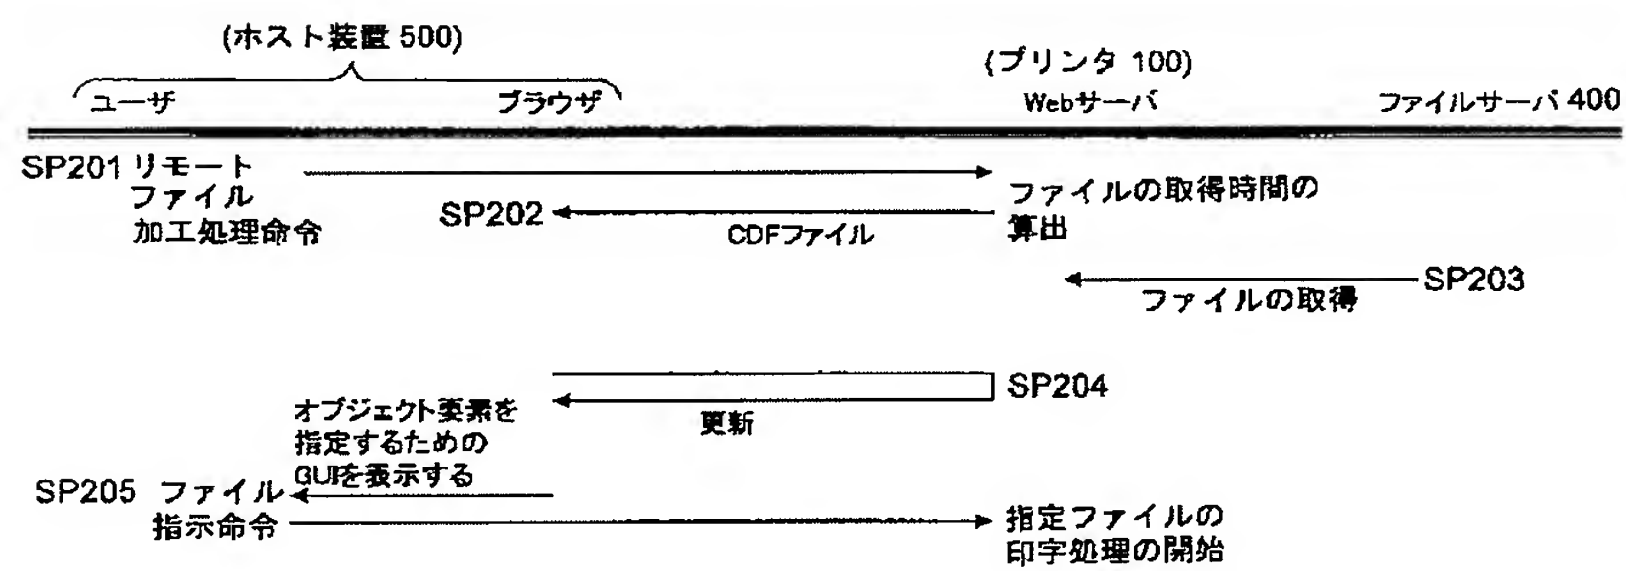 (ホスト装置 500)
(プリンタ 100)
ユーザ
ブラウザ
Webサーバ
ファイルサーバ 400
SP201 リモート
ファイル
加工処理命令
SP202
CDFファイル
ファイルの取得時間の
算出
SP203
ファイルの取得
SP204
更新
オブジェクト要素を
指定するための
GUIを表示する
SP205 ファイル
指示命令
指定ファイルの
印字処理の開始